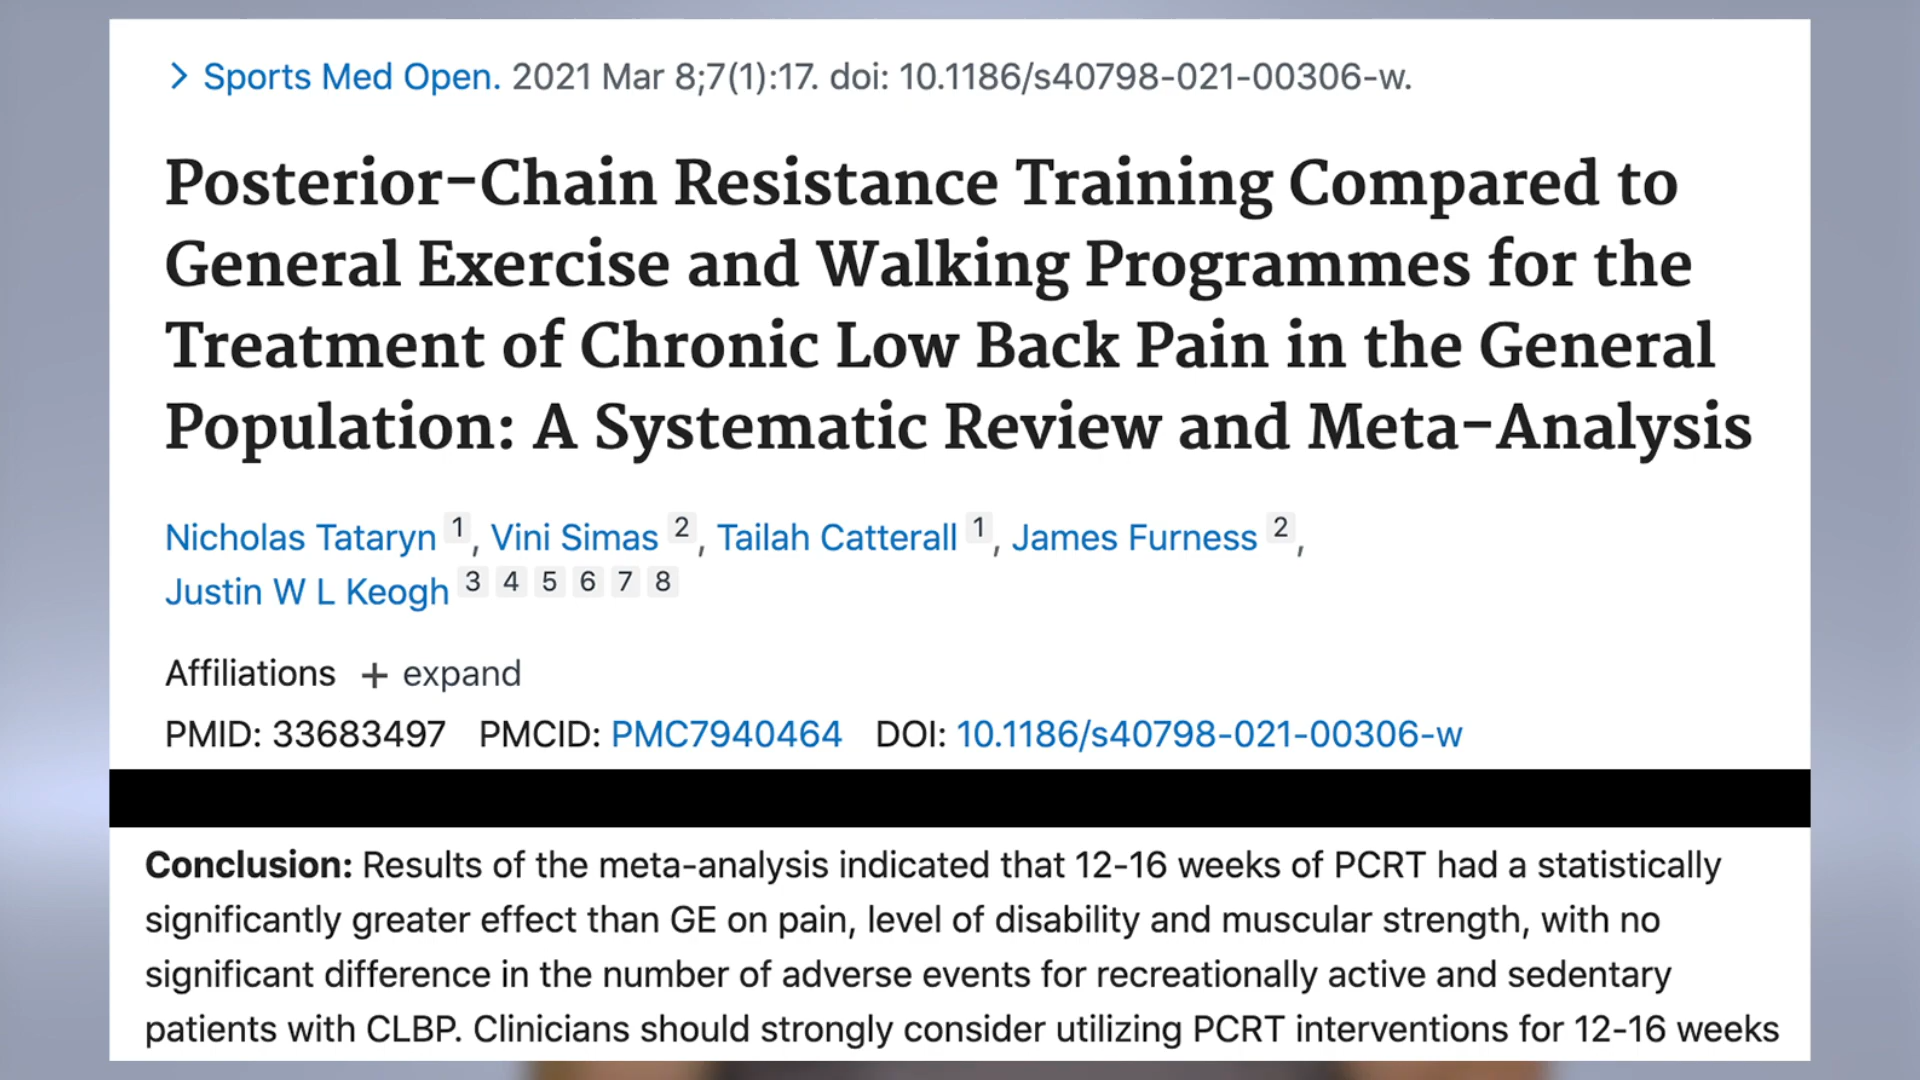 > Sports Med Open. 2021 Mar 8;7(1):17. doi: 10.1186/s40798-021-00306-w.
Posterior-Chain Resistance Training Compared to
General Exercise and Walking Programmes for the
Treatment of Chronic Low Back Pain in the General
Population: A Systematic Review and Meta-Analysis
Nicholas Tataryn 1, Vini Simas 2, Tailah Catterall 1, James Furness 2,
Justin W L Keogh 3 4 5 6 7 8
Affiliations + expand
PMID: 33683497 PMCID: PMC7940464 DOI: 10.1186/s40798-021-00306-w
Conclusion: Results of the meta-analysis indicated that 12-16 weeks of PCRT had a statistically
significantly greater effect than GE on pain, level of disability and muscular strength, with no
significant difference in the number of adverse events for recreationally active and sedentary
patients with CLBP. Clinicians should strongly consider utilizing PCRT interventions for 12-16 weeks